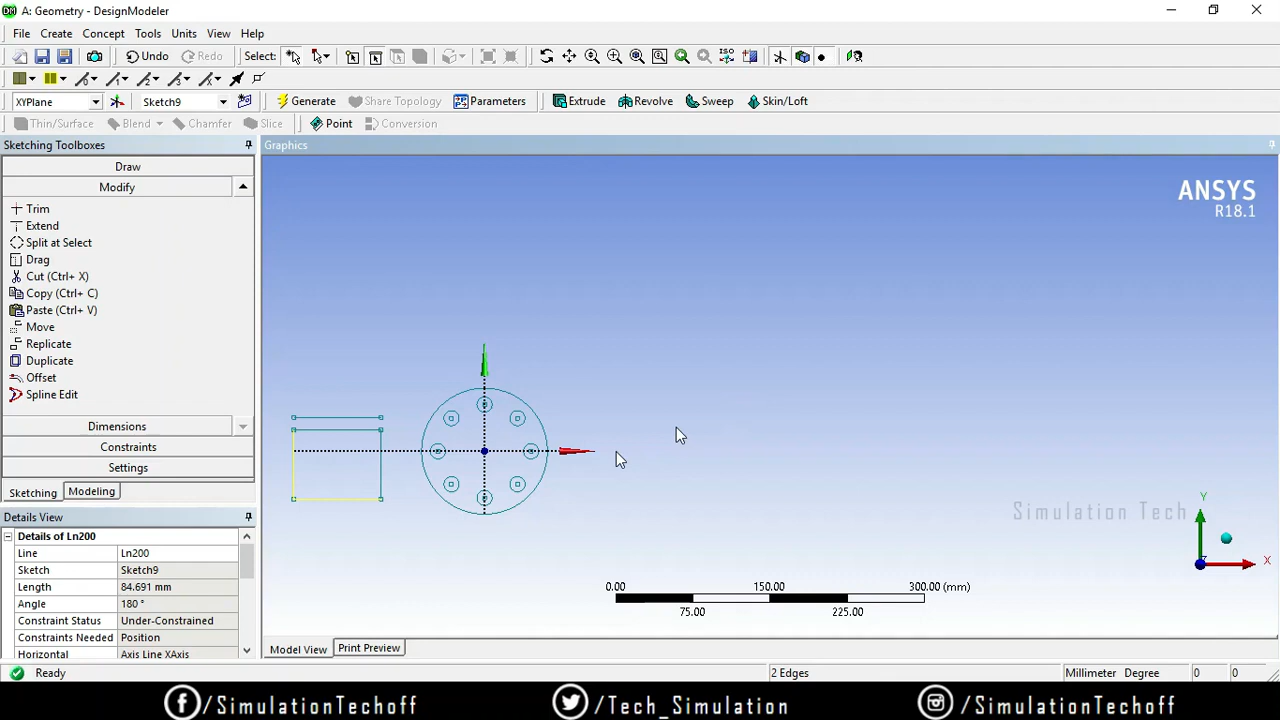 A: Geometry - DesignModeler
File Create Concept Tools Units View Help
Undo Redo Select: ISO
XYPlane Sketch9 Generate Share Topology Parameters Extrude Revolve Sweep Skin/Loft
Thin/Surface Blend Chamfer Slice Point Conversion
Sketching Toolboxes
Graphics
Draw
Modify
Trim
Extend
Split at Select
Drag
Cut (Ctrl+ X)
Copy (Ctrl+ C)
Paste (Ctrl+ V)
Move
Replicate
Duplicate
Offset
Spline Edit
Dimensions
Constraints
Settings
Sketching Modeling
Details View
Details of Ln200
Line Ln200
Sketch Sketch9
Length 84.691 mm
Angle 180 °
Constraint Status Under-Constrained
Constraints Needed Position
Horizontal Axis Line XAxis
ANSYS
R18.1
Simulation Tech
Y
X
0.00 150.00 300.00 (mm)
75.00 225.00
Model View Print Preview
Ready 2 Edges Millimeter Degree 0 0
/SimulationTechoff /Tech_Simulation /SimulationTechoff